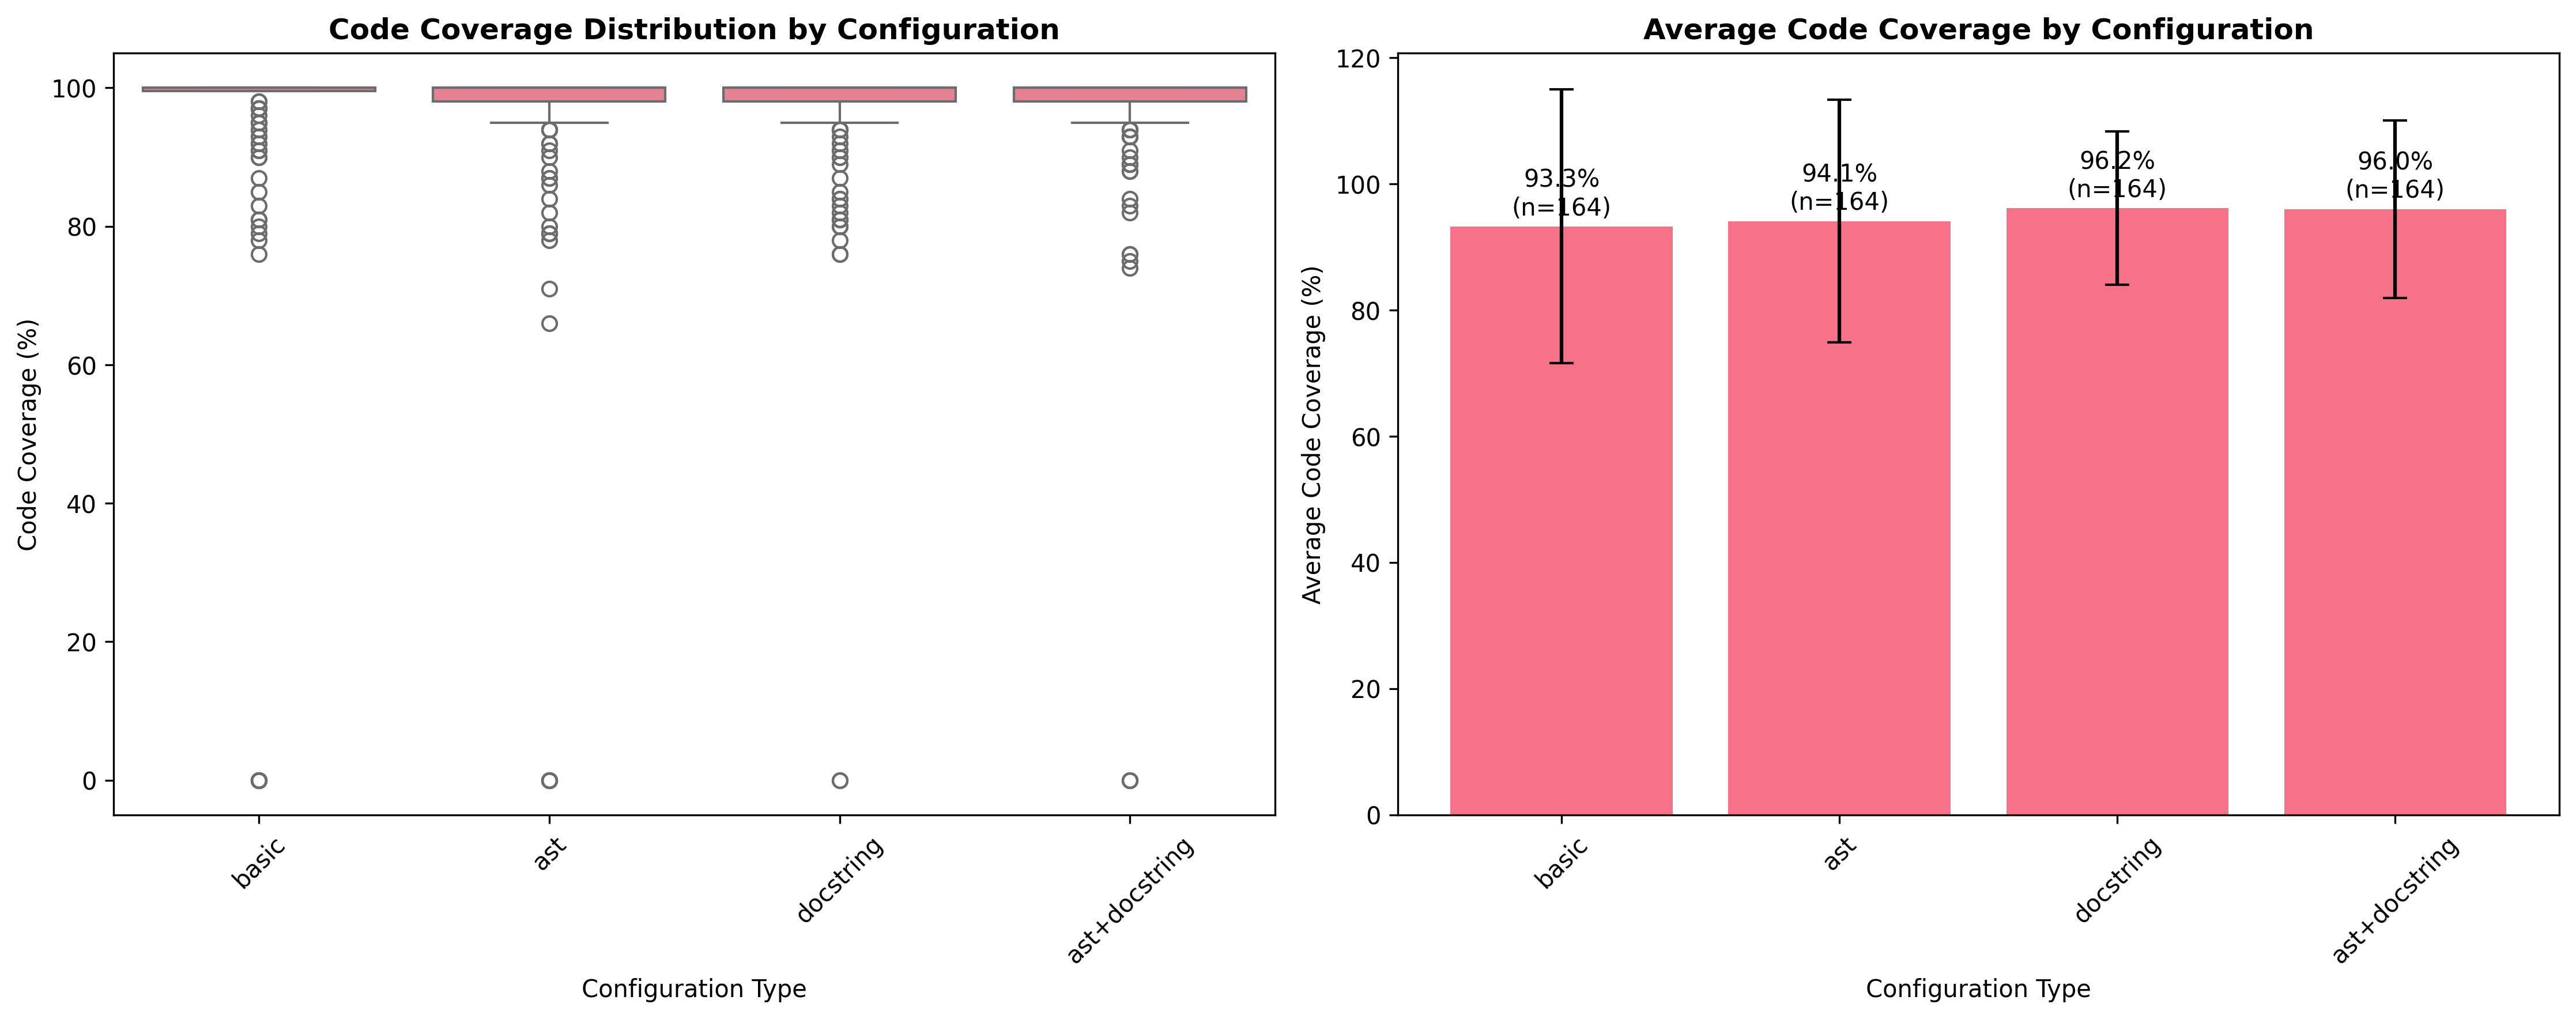 Code Coverage Distribution by Configuration
Code Coverage (%)
100
80
60
40
20
0
basic
ast
docstring
ast+docstring
Configuration Type
Average Code Coverage by Configuration
Average Code Coverage (%)
120
100
80
60
40
20
0
93.3%
(n=164)
94.1%
(n=164)
96.2%
(n=164)
96.0%
(n=164)
basic
ast
docstring
ast+docstring
Configuration Type